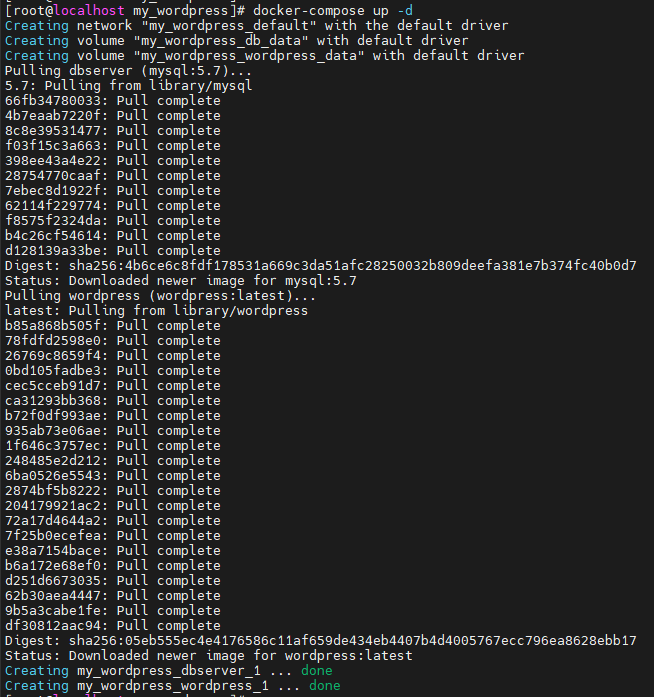 [root@localhost my_wordpress]# docker-compose up -d
Creating network "my_wordpress_default" with the default driver
Creating volume "my_wordpress_db_data" with default driver
Creating volume "my_wordpress_wordpress_data" with default driver
Pulling dbserver (mysql:5.7)...
5.7: Pulling from library/mysql
66fb34780033: Pull complete
4b7eaab7220f: Pull complete
8c8e39531477: Pull complete
f03f15c3a663: Pull complete
398ee43a4e22: Pull complete
28754770caaf: Pull complete
7ebec8d1922f: Pull complete
62114f229774: Pull complete
f8575f2324da: Pull complete
b4c26cf54614: Pull complete
d128139a33be: Pull complete
Digest: sha256:4b6ce6c8fdf178531a669c3da51afc28250032b809deefa381e7b374fc40b0d7
Status: Downloaded newer image for mysql:5.7
Pulling wordpress (wordpress:latest)...
latest: Pulling from library/wordpress
b85a868b505f: Pull complete
78fdfd2598e0: Pull complete
26769c8659f4: Pull complete
0bd105fadbe3: Pull complete
cec5cceb91d7: Pull complete
ca31293bb368: Pull complete
b72f0df993ae: Pull complete
935ab73e06ae: Pull complete
1f646c3757ec: Pull complete
248485e2d212: Pull complete
6ba0526e5543: Pull complete
2874bf5b8222: Pull complete
204179921ac2: Pull complete
72a17d4644a2: Pull complete
7f25b0ecefea: Pull complete
e38a7154bace: Pull complete
b6a172e68ef0: Pull complete
d251d6673035: Pull complete
62b30aea4447: Pull complete
9b5a3cabe1fe: Pull complete
df30812aac94: Pull complete
Digest: sha256:05eb555ec4e4176586c11af659de434eb4407b4d4005767ecc796ea8628ebb17
Status: Downloaded newer image for wordpress:latest
Creating my_wordpress_dbserver_1 ... done
Creating my_wordpress_wordpress_1 ... done